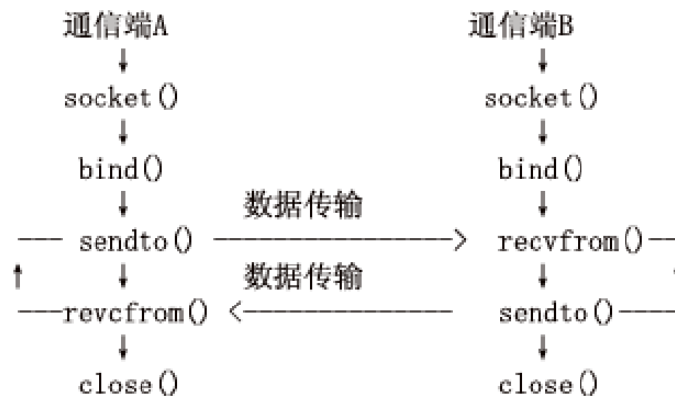 通信端A 通信端B
socket() socket()
bind() bind()
数据传输
sendto() recvfrom()
数据传输
revcfrom() sendto()
close() close()